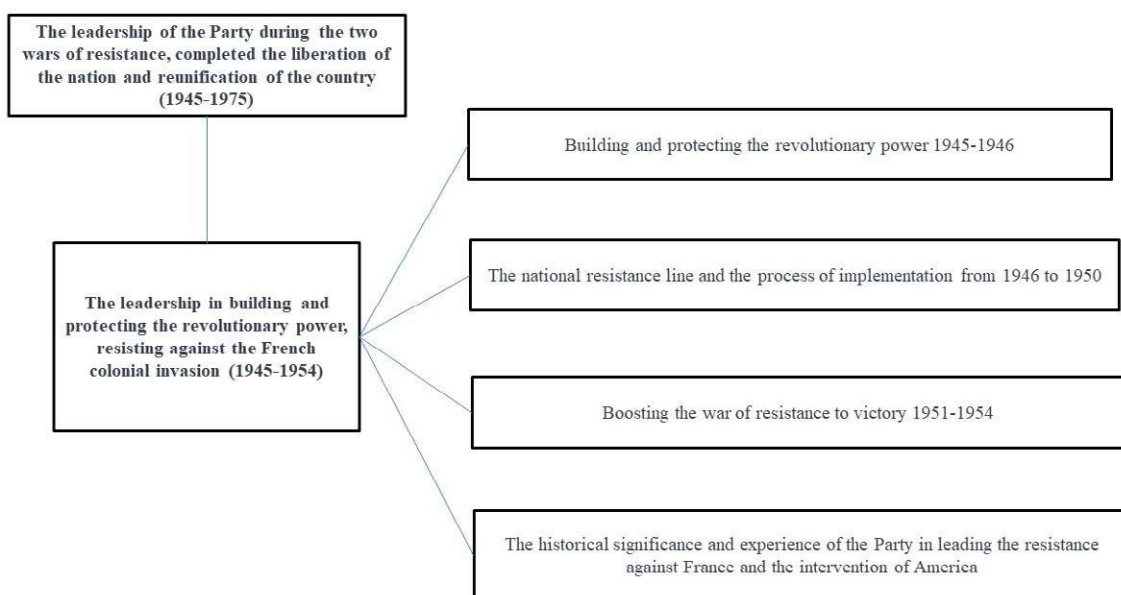 The leadership of the Party during the two
wars of resistance, completed the liberation of
the nation and reunification of the country
(1945-1975)
Building and protecting the revolutionary power 1945-1946
The national resistance line and the process of implementation from 1946 to 1950
The leadership in building and
protecting the revolutionary power,
resisting against the French
colonial invasion (1945-1954)
Boosting the war of resistance to victory 1951-1954
The historical significance and experience of the Party in leading the resistance
against France and the intervention of America